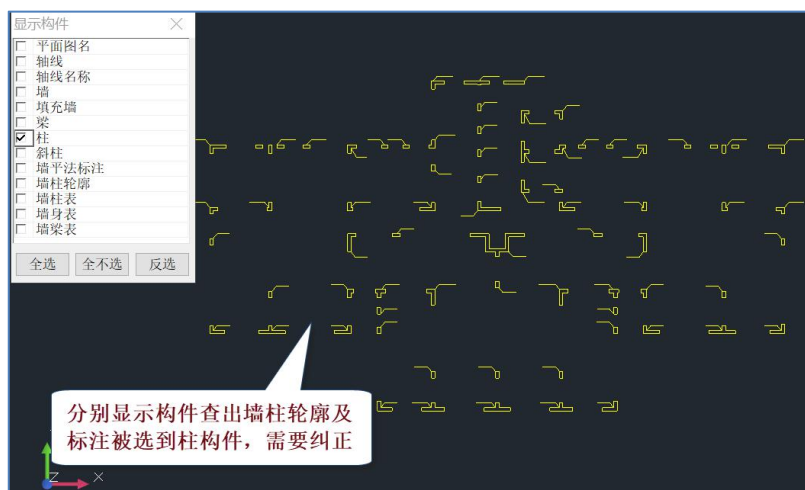 显示构件
平面图名
轴线
轴线名称
墙
填充墙
梁
柱
斜柱
墙平法标注
墙柱轮廓
墙柱表
墙身表
墙梁表
全选 全不选 反选
分别显示构件查出墙柱轮廓及
标注被选到柱构件，需要纠正
Z X